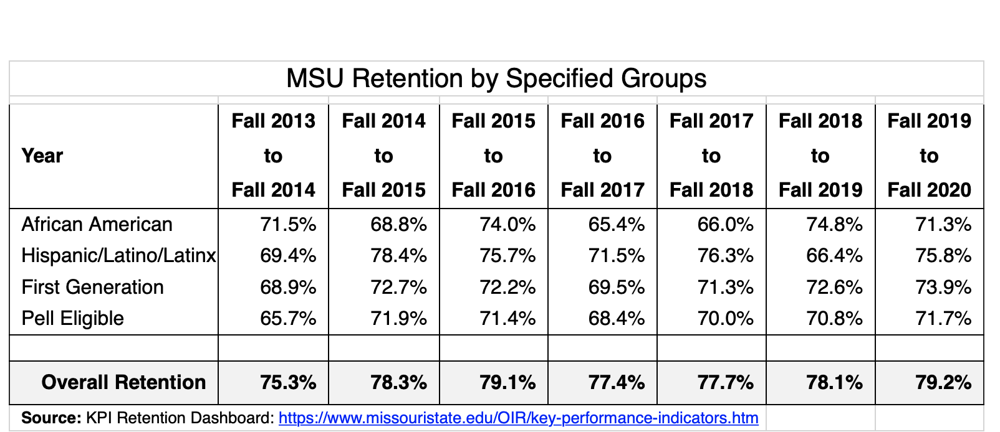 MSU Retention by Specified Groups
Fall 2013 Fall 2014 Fall 2015 Fall 2016 Fall 2017 Fall 2018 Fall 2019
Year to to to to to to to
Fall 2014 Fall 2015 Fall 2016 Fall 2017 Fall 2018 Fall 2019 Fall 2020
African American 71.5% 68.8% 74.0% 65.4% 66.0% 74.8% 71.3%
Hispanic/Latino/Latinx 69.4% 78.4% 75.7% 71.5% 76.3% 66.4% 75.8%
First Generation 68.9% 72.7% 72.2% 69.5% 71.3% 72.6% 73.9%
Pell Eligible 65.7% 71.9% 71.4% 68.4% 70.0% 70.8% 71.7%
Overall Retention 75.3% 78.3% 79.1% 77.4% 77.7% 78.1% 79.2%
Source: KPI Retention Dashboard: https://www.missouristate.edu/OIR/key-performance-indicators.htm